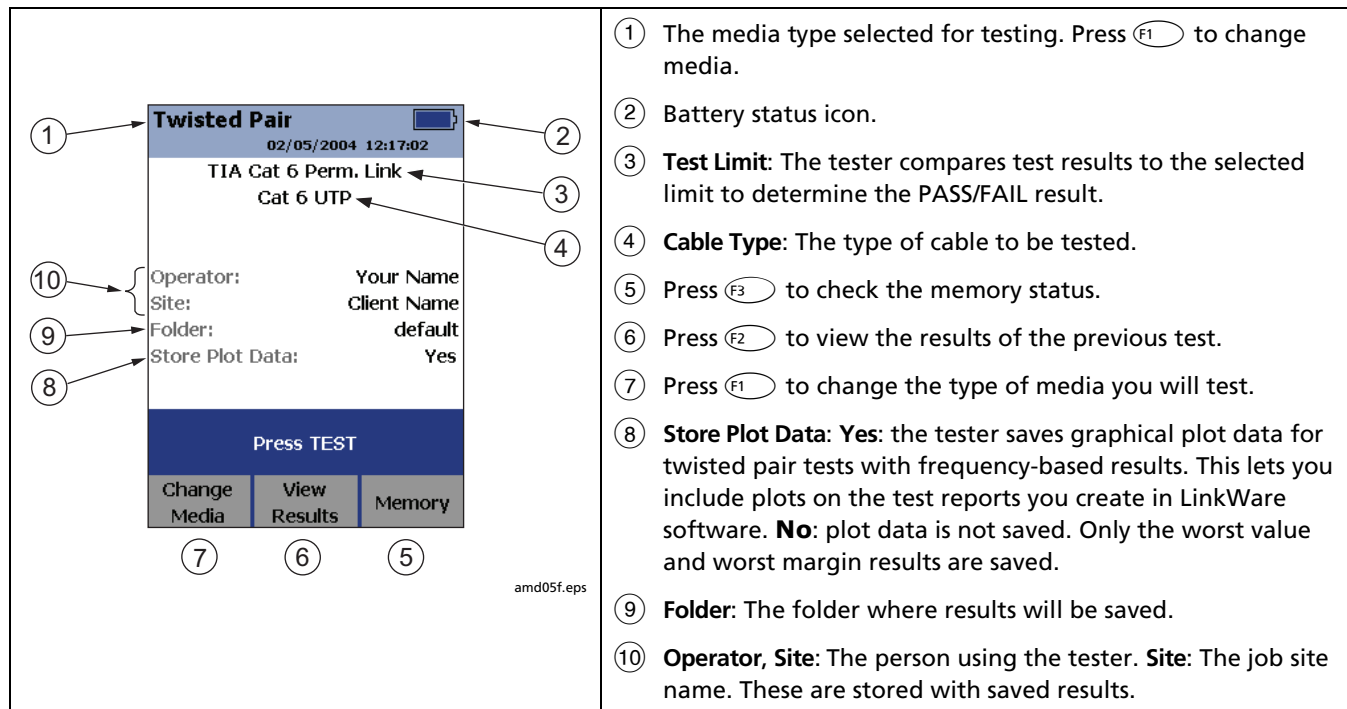 Twisted Pair
02/05/2004 12:17:02
TIA Cat 6 Perm. Link
Cat 6 UTP
Operator: Your Name
Site: Client Name
Folder: default
Store Plot Data: Yes
Press TEST
Change Media
View Results
Memory
1
2
3
4
10
9
8
7
6
5
amd05f.eps
1 The media type selected for testing. Press F1 to change
media.
2 Battery status icon.
3 Test Limit: The tester compares test results to the selected
limit to determine the PASS/FAIL result.
4 Cable Type: The type of cable to be tested.
5 Press F3 to check the memory status.
6 Press F2 to view the results of the previous test.
7 Press F1 to change the type of media you will test.
8 Store Plot Data: Yes: the tester saves graphical plot data for
twisted pair tests with frequency-based results. This lets you
include plots on the test reports you create in LinkWare
software. No: plot data is not saved. Only the worst value
and worst margin results are saved.
9 Folder: The folder where results will be saved.
10 Operator, Site: The person using the tester. Site: The job site
name. These are stored with saved results.